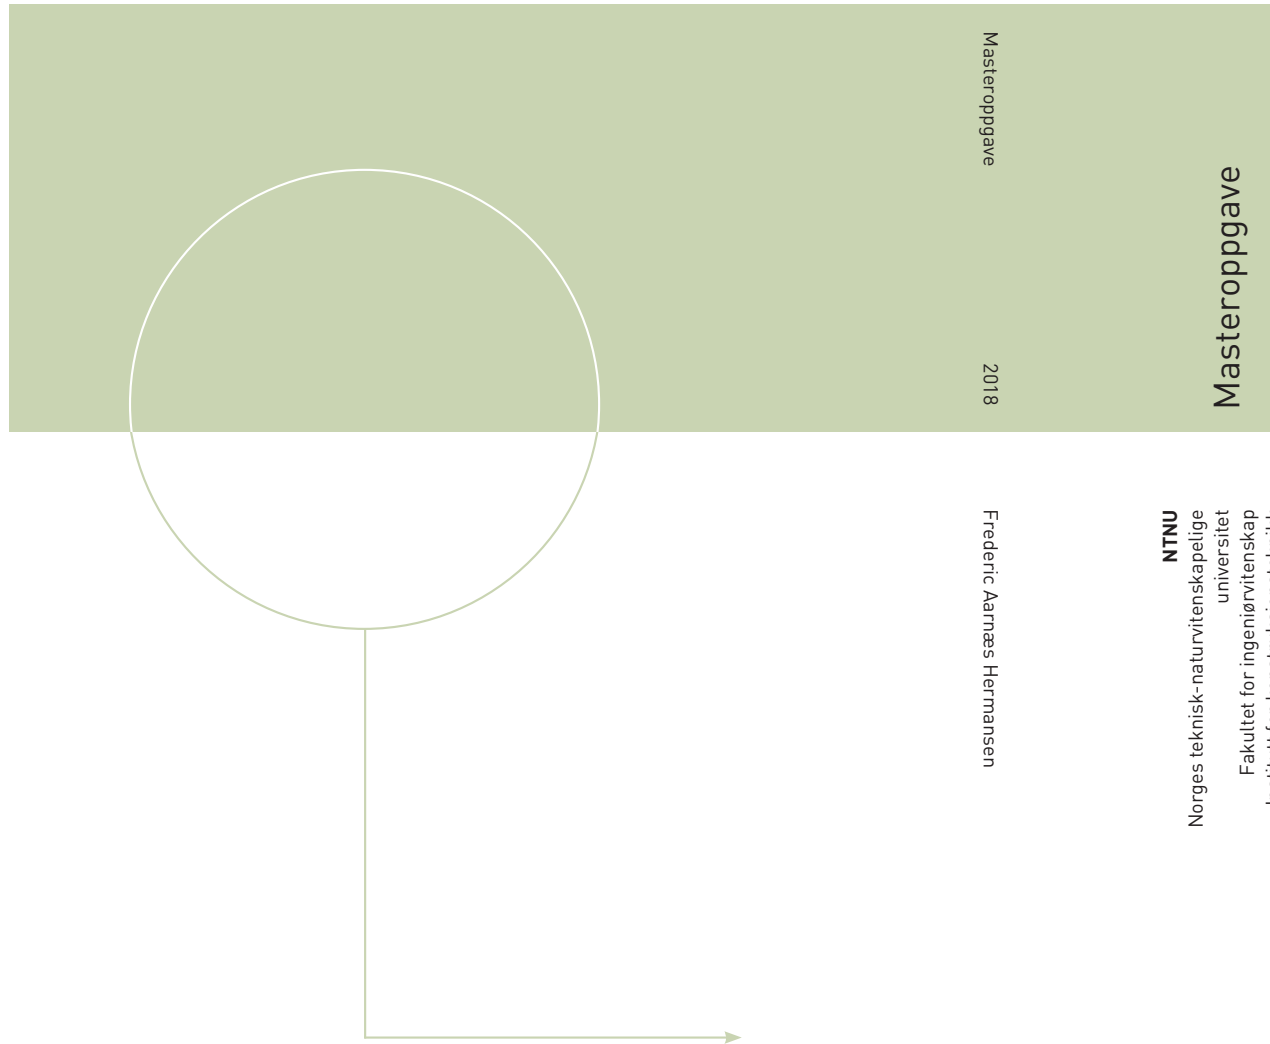 Masteroppgave
2018
Frederic Aarnæs Hermansen
Masteroppgave
NTNU
Norges teknisk-naturvitenskapelige
universitet
Fakultet for ingeniørvitenskap